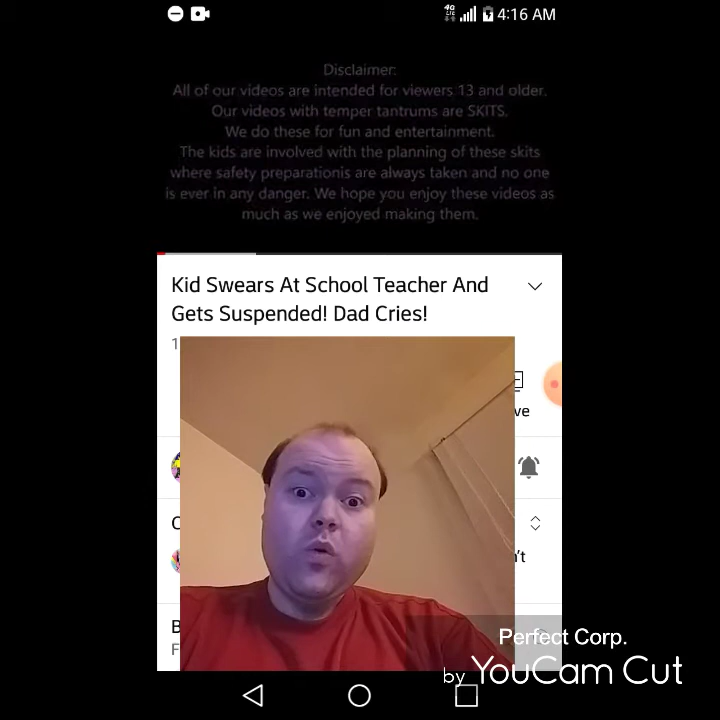 4G LTE 4:16 AM
Disclaimer:
All of our videos are intended for viewers 13 and older.
Our videos with temper tantrums are SKITS.
We do these for fun and entertainment.
The kids are involved with the planning of these skits
where safety preparationis are always taken and no one
is ever in any danger. We hope you enjoy these videos as
much as we enjoyed making them.
Kid Swears At School Teacher And
Gets Suspended! Dad Cries!
1
ve
C
n't
B
F
Perfect Corp.
by YouCam Cut